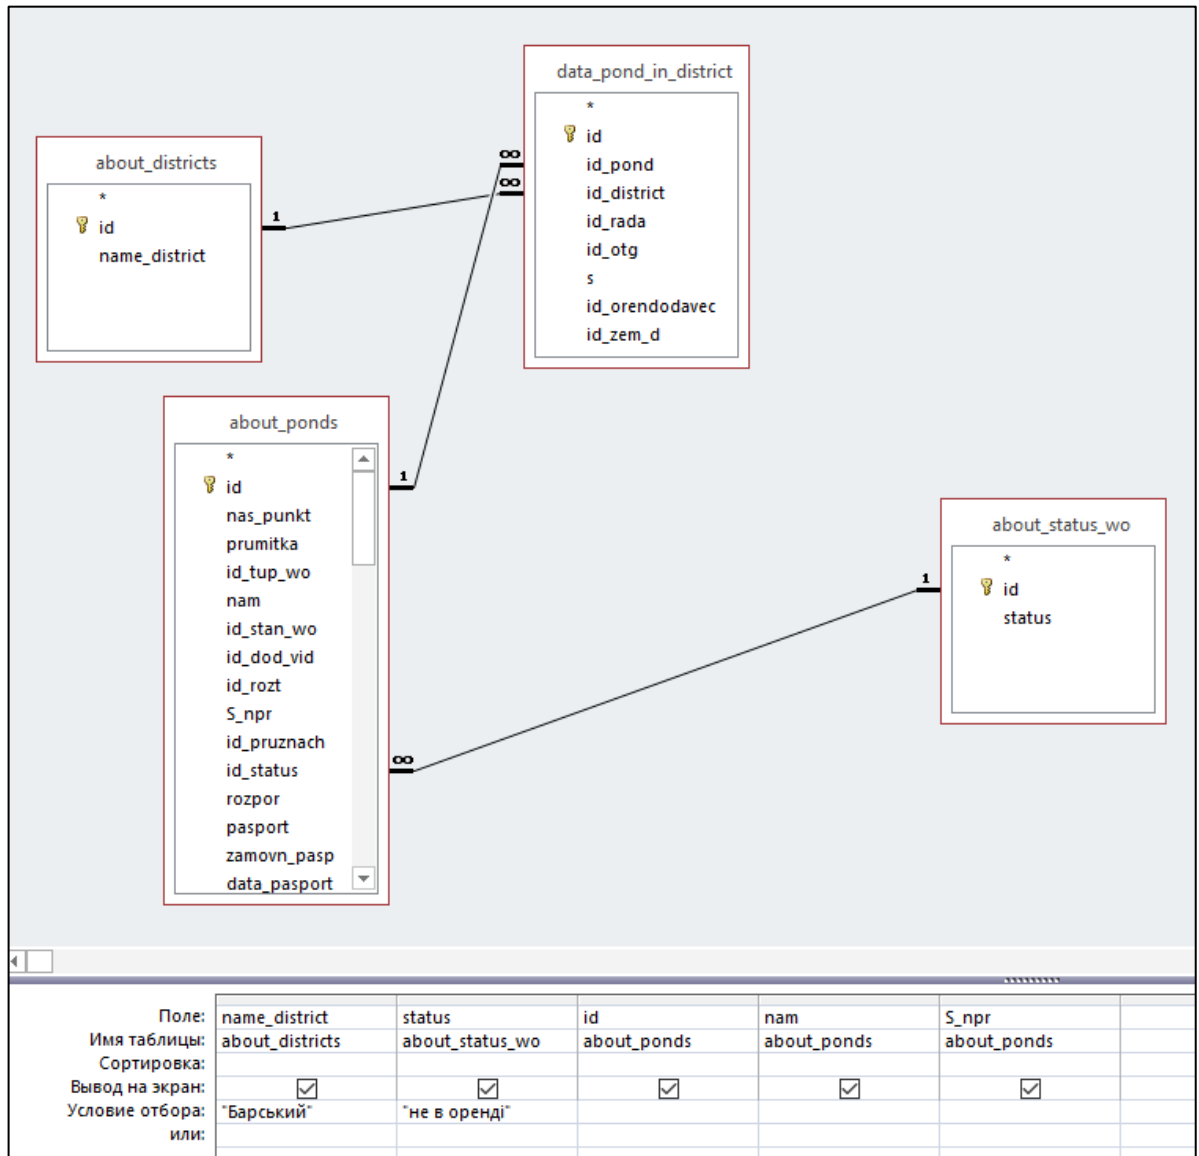 data_pond_in_district
*
id
id_pond
id_district
id_rada
id_otg
s
id_orendodavec
id_zem_d
about_districts
*
id
name_district
1
∞
∞
about_ponds
*
id
nas_punkt
prumitka
id_tup_wo
nam
id_stan_wo
id_dod_vid
id_rozt
S_npr
id_pruznach
id_status
rozpor
pasport
zamovn_pasp
data_pasport
1
∞
about_status_wo
*
id
status
1
Поле: name_district status id nam S_npr
Имя таблицы: about_districts about_status_wo about_ponds about_ponds about_ponds
Сортировка:
Вывод на экран:
Условие отбора: "Барський" "не в оренді"
или: